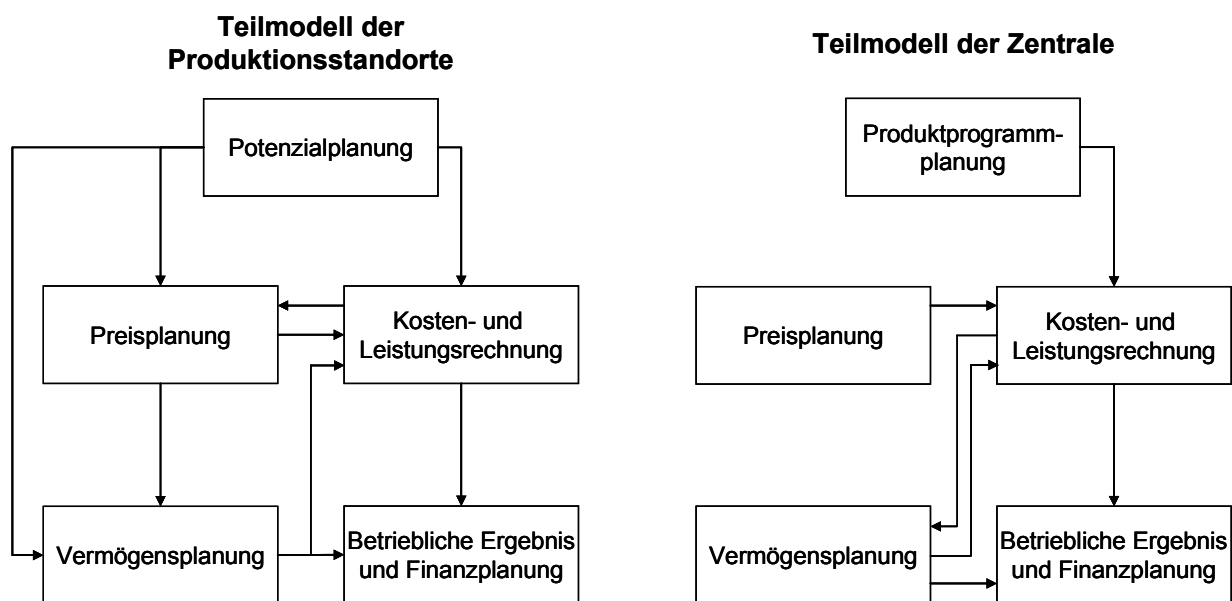 Teilmodell der
Produktionsstandorte
Potenzialplanung
Preisplanung
Kosten- und
Leistungsrechnung
Vermögensplanung
Betriebliche Ergebnis
und Finanzplanung
Teilmodell der Zentrale
Produktprogramm-
planung
Preisplanung
Kosten- und
Leistungsrechnung
Vermögensplanung
Betriebliche Ergebnis
und Finanzplanung